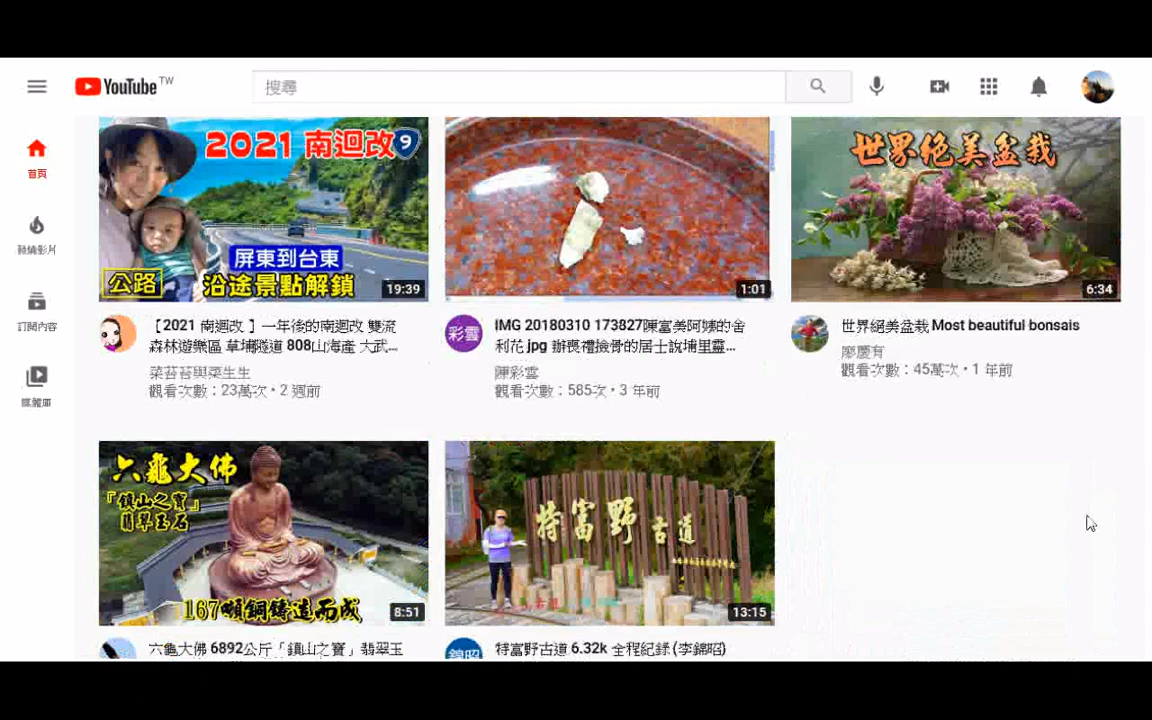 YouTube TW
搜尋
首頁
發燒影片
訂閱內容
媒體庫
2021 南迴改 9
屏東到台東
公路 沿途景點解鎖
19:39
1:01
世界絕美盆栽
6:34
【2021 南迴改 】一年後的南迴改 雙流
森林遊樂區 草埔隧道 808山海產 大武...
菜苔苔與菜生生
觀看次數：23萬次 • 2 週前
彩雲
IMG 20180310 173827陳富美阿姨的舍
利花 jpg 辦喪禮撿骨的居士說埔里靈...
陳彩雲
觀看次數：585次 • 3 年前
世界絕美盆栽 Most beautiful bonsais
廖慶有
觀看次數：45萬次 • 1 年前
六龜大佛
『鎮山之寶』
翡翠玉石
167噸銅鑄造而成
8:51
特富野古道
13:15
六龜大佛 6892公斤「鎮山之寶」翡翠玉
錦昭
特富野古道 6.32k 全程紀錄 (李錦昭)